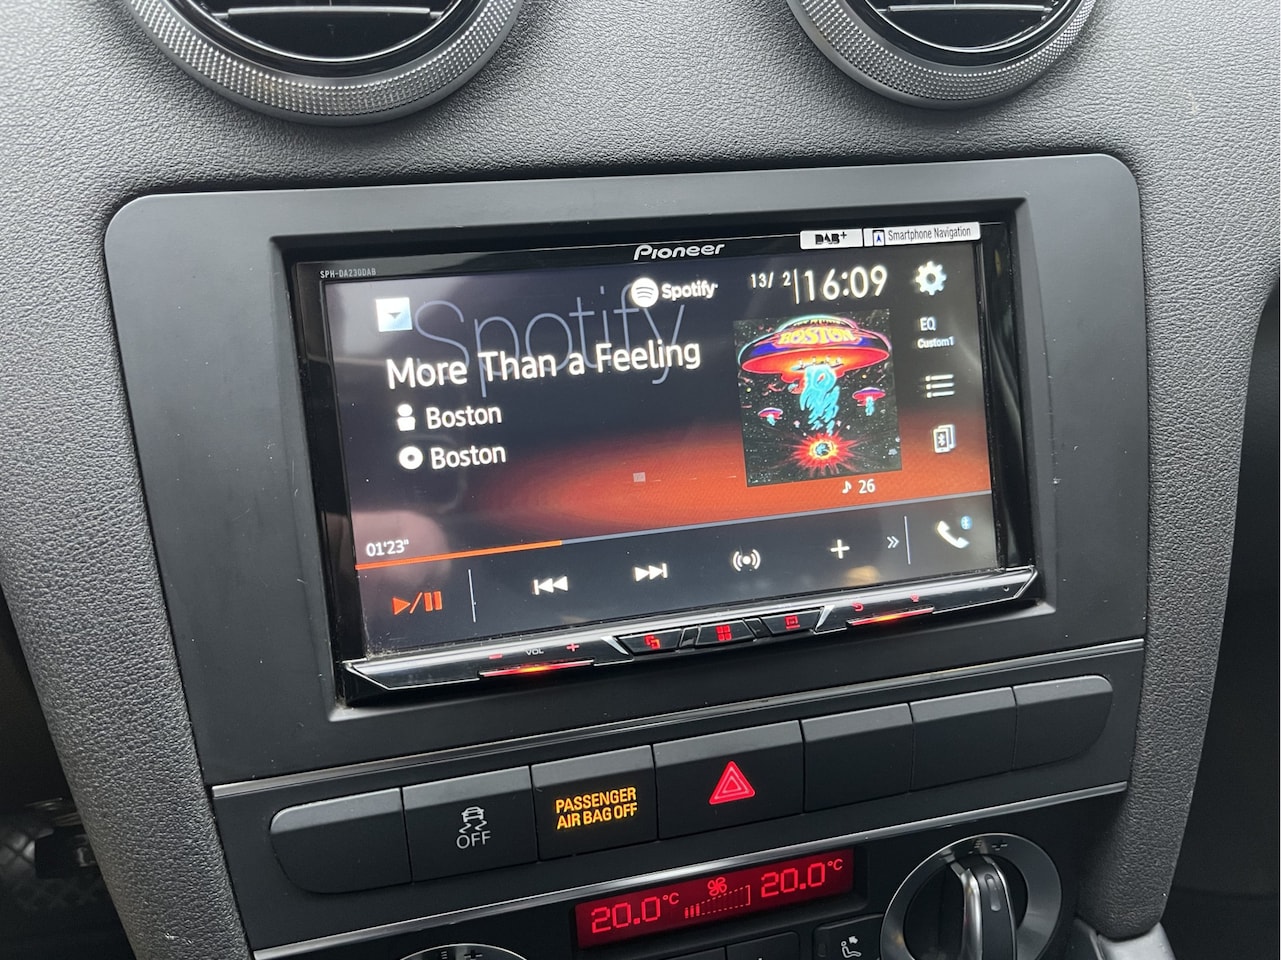 Pioneer
DAB+
Smartphone Navigation
SPH-DA230DAB
Spotify
Spotify
13/ 2 16:09
More Than a Feeling
BOSTON
EQ
Custom1
Boston
Boston
26
01'23"
VOL
OFF
PASSENGER
AIR BAG OFF
20.0°C
20.0°C